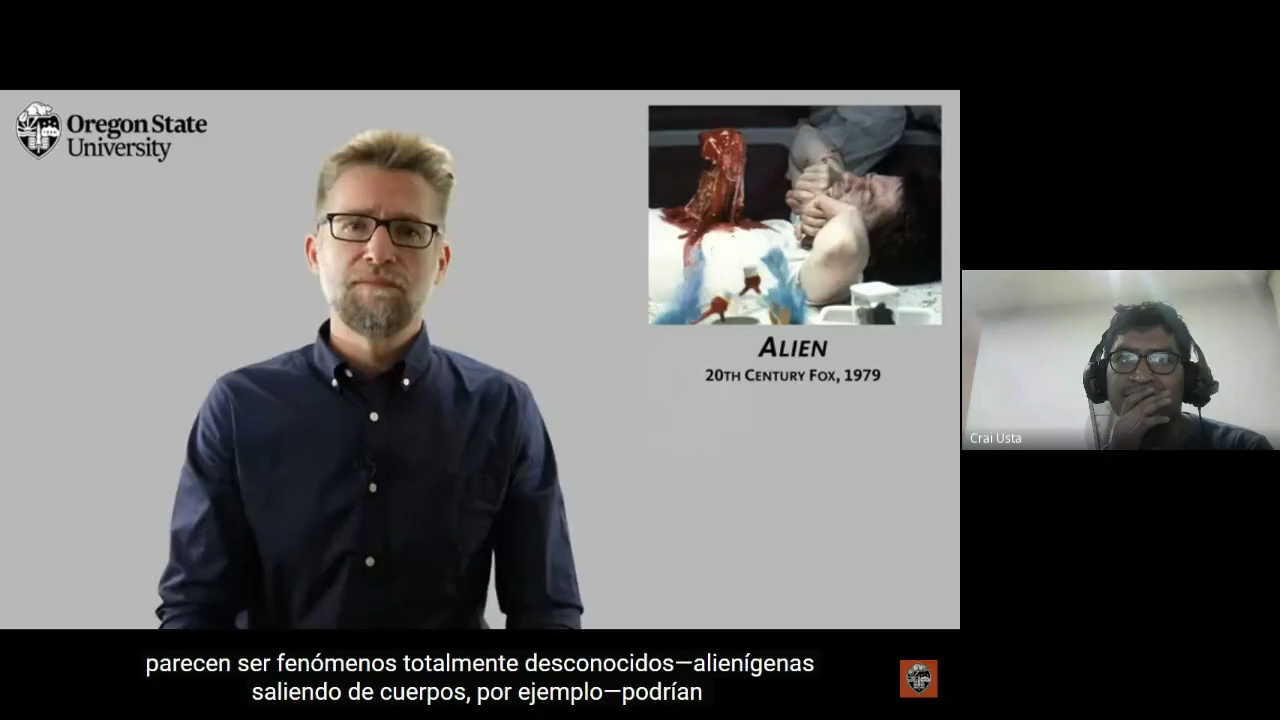 Oregon State
University
ALIEN
20TH CENTURY FOX, 1979
Crai Usta
parecen ser fenómenos totalmente desconocidos—alienígenas
saliendo de cuerpos, por ejemplo—podrían